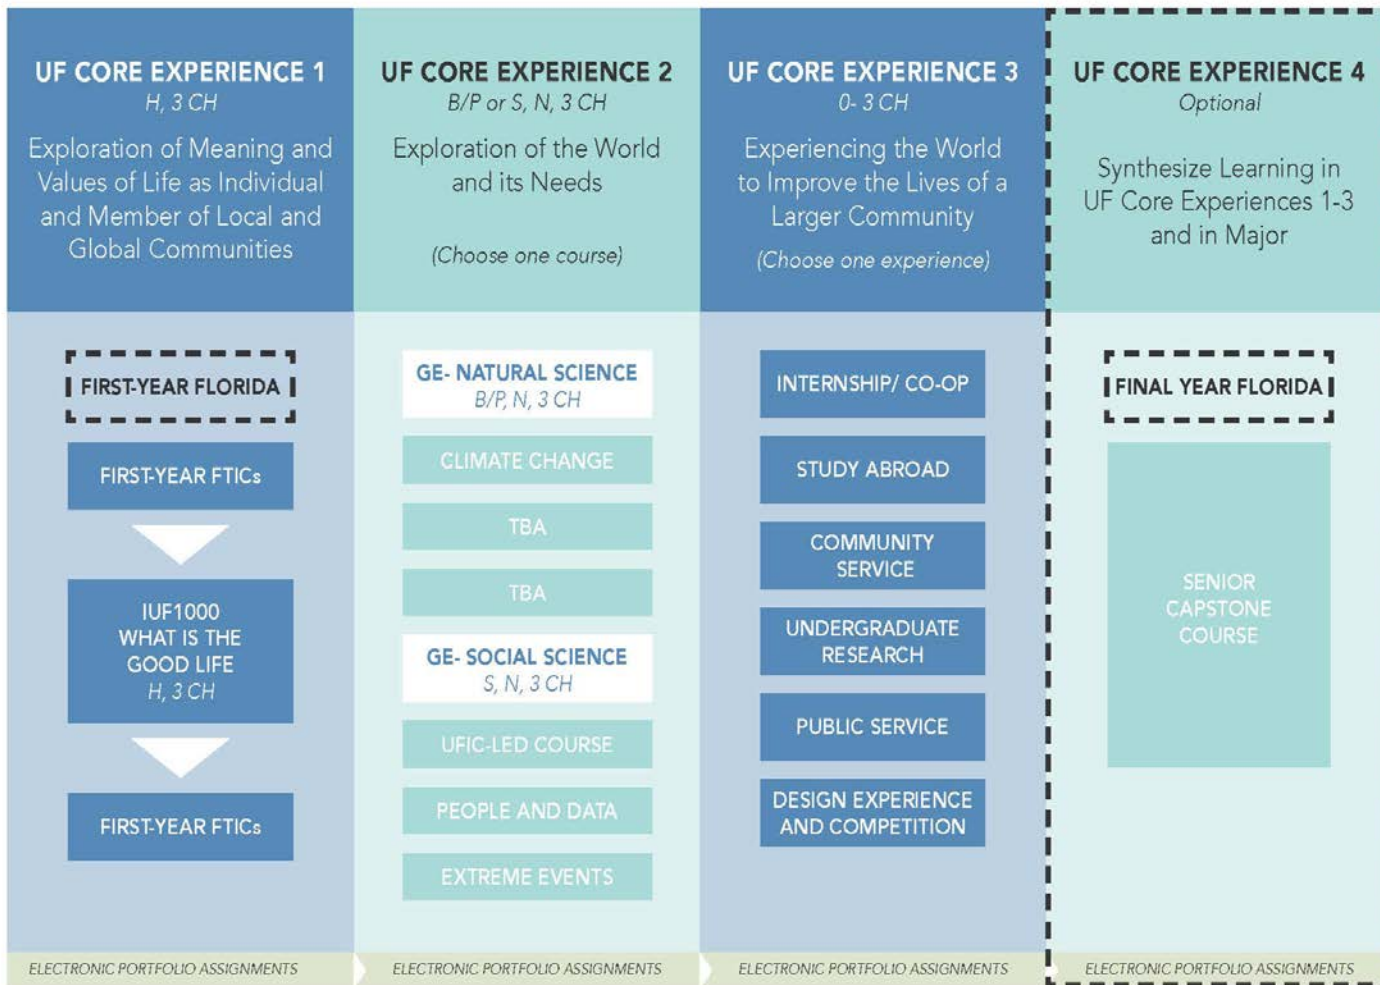 UF CORE EXPERIENCE 1
H, 3 CH
Exploration of Meaning and
Values of Life as Individual
and Member of Local and
Global Communities
FIRST-YEAR FLORIDA
FIRST-YEAR FTICs
IUF1000
WHAT IS THE
GOOD LIFE
H, 3 CH
FIRST-YEAR FTICs
ELECTRONIC PORTFOLIO ASSIGNMENTS
UF CORE EXPERIENCE 2
B/P or S, N, 3 CH
Exploration of the World
and its Needs
(Choose one course)
GE- NATURAL SCIENCE
B/P, N, 3 CH
CLIMATE CHANGE
TBA
TBA
GE- SOCIAL SCIENCE
S, N, 3 CH
UFIC-LED COURSE
PEOPLE AND DATA
EXTREME EVENTS
ELECTRONIC PORTFOLIO ASSIGNMENTS
UF CORE EXPERIENCE 3
0- 3 CH
Experiencing the World
to Improve the Lives of a
Larger Community
(Choose one experience)
INTERNSHIP/ CO-OP
STUDY ABROAD
COMMUNITY
SERVICE
UNDERGRADUATE
RESEARCH
PUBLIC SERVICE
DESIGN EXPERIENCE
AND COMPETITION
ELECTRONIC PORTFOLIO ASSIGNMENTS
UF CORE EXPERIENCE 4
Optional
Synthesize Learning in
UF Core Experiences 1-3
and in Major
FINAL YEAR FLORIDA
SENIOR
CAPSTONE
COURSE
ELECTRONIC PORTFOLIO ASSIGNMENTS